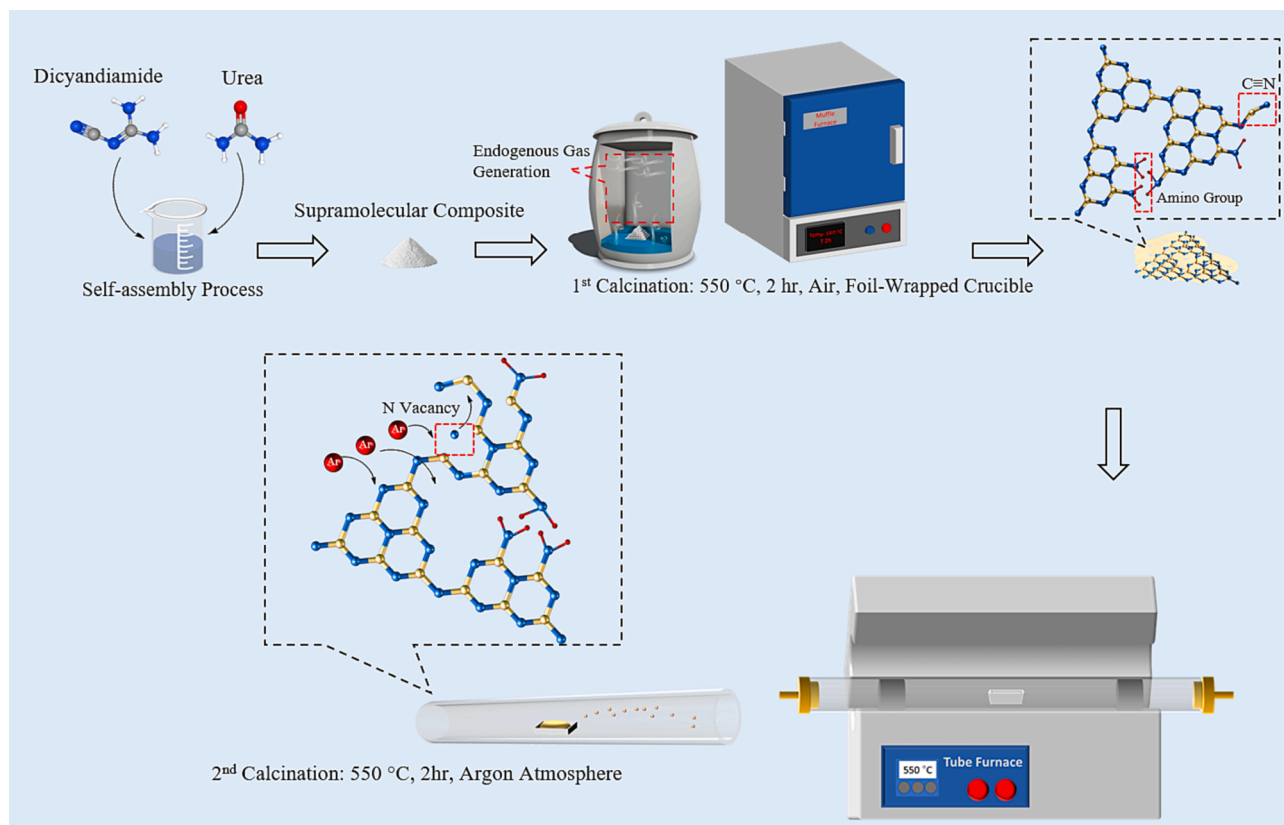 Dicyandiamide
Urea
Self-assembly Process
Supramolecular Composite
Endogenous Gas
Generation
Muffle
Furnace
1st Calcination: 550 °C, 2 hr, Air, Foil-Wrapped Crucible
C≡N
Amino Group
N Vacancy
Ar
Ar
Ar
2nd Calcination: 550 °C, 2hr, Argon Atmosphere
550 °C
Tube Furnace